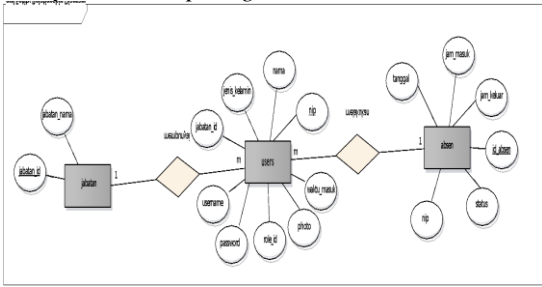 nama
jam_masuk
jenis_kelamin
tanggal
jabatan_nama
nip
jam_keluar
jabatan_id
1
m
users
m
1
absen
id_absen
jabatan_id
jabatan
1
username
waktu_masuk
password
role_id
photo
nip
status